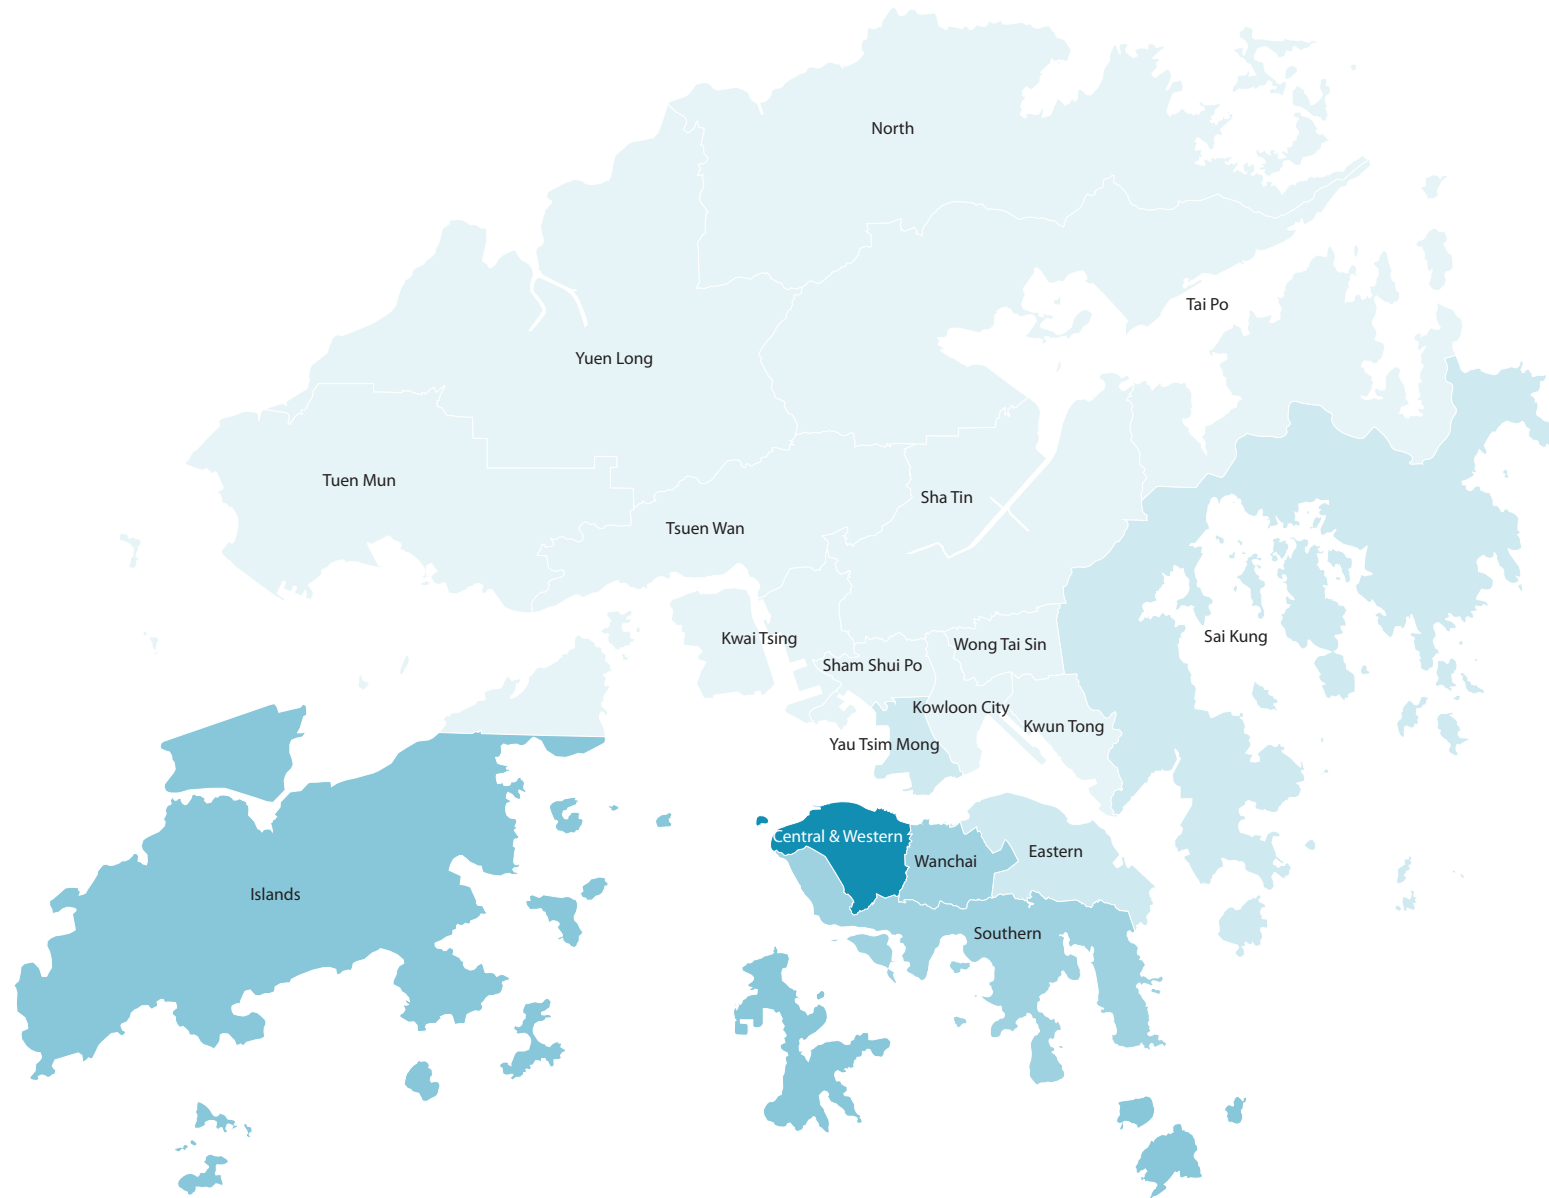 North
Tai Po
Yuen Long
Tuen Mun
Sha Tin
Tsuen Wan
Sai Kung
Kwai Tsing
Wong Tai Sin
Sham Shui Po
Kowloon City
Kwun Tong
Yau Tsim Mong
Central & Western
Eastern
Wanchai
Islands
Southern